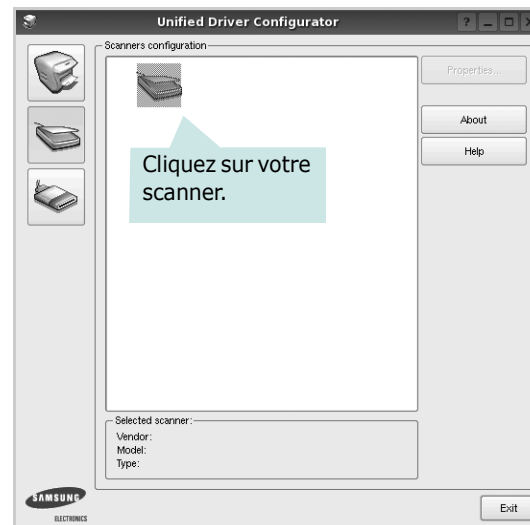 Unified Driver Configurator
Scanners configuration
Properties...
About
Help
Cliquez sur votre
scanner.
Selected scanner:
Vendor:
Model:
Type:
SAMSUNG
ELECTRONICS
Exit